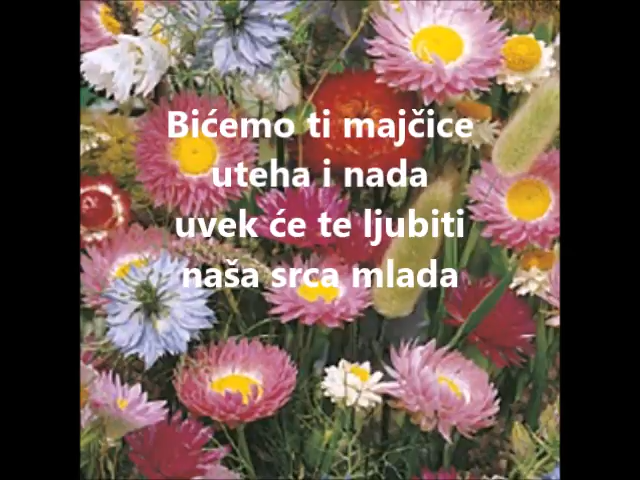 Bićemo ti majčice
uteha i nada
uvek će te ljubiti
naša srca mlada